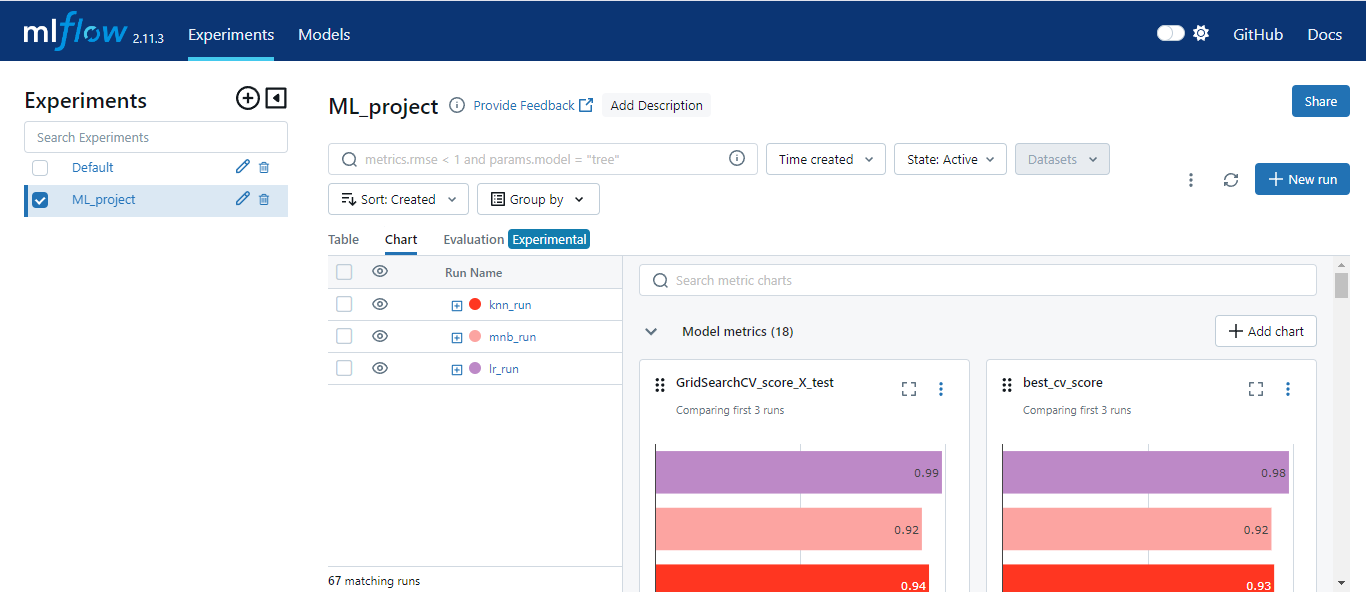 mlflow 2.11.3 Experiments Models GitHub Docs
Experiments
Search Experiments
Default
ML_project
ML_project Provide Feedback Add Description Share
metrics.rmse < 1 and params.model = "tree" Time created State: Active Datasets
Sort: Created Group by New run
Table Chart Evaluation Experimental
Run Name
knn_run
mnb_run
lr_run
67 matching runs
Search metric charts
Model metrics (18) Add chart
GridSearchCV_score_X_test
Comparing first 3 runs
0.99
0.92
0.94
best_cv_score
Comparing first 3 runs
0.98
0.92
0.93